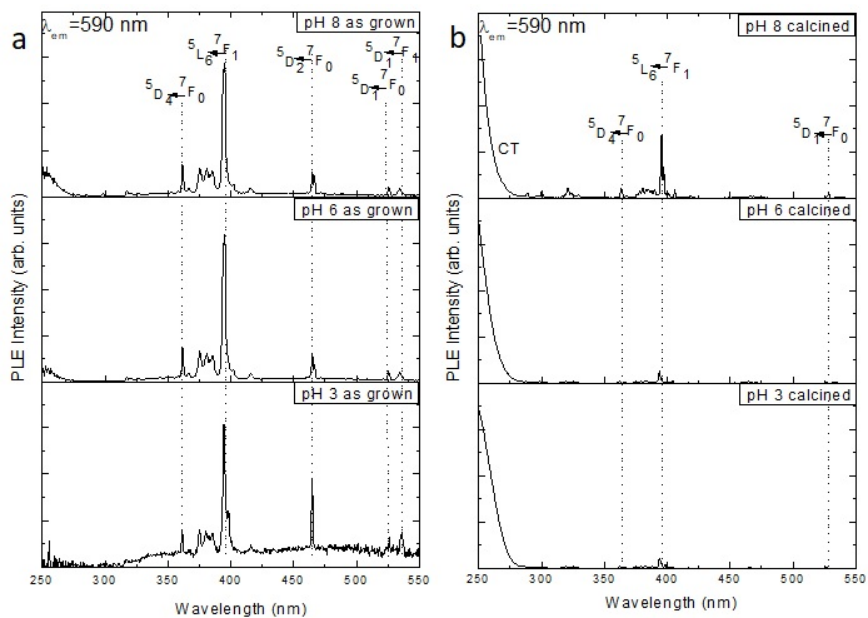 a
λem=590 nm
pH 8 as grown
⁵L₆←⁷F₁
⁵D₂←⁷F₀
⁵D₁←⁷F₁
⁵D₄←⁷F₀
⁵D₁←⁷F₀
pH 6 as grown
pH 3 as grown
PLE Intensity (arb. units)
250 300 350 400 450 500 550
Wavelength (nm)
b
λem=590 nm
pH 8 calcined
⁵L₆←⁷F₁
⁵D₄←⁷F₀
⁵D₁←⁷F₀
CT
pH 6 calcined
pH 3 calcined
PLE Intensity (arb. units)
250 300 350 400 450 500 550
Wavelength (nm)